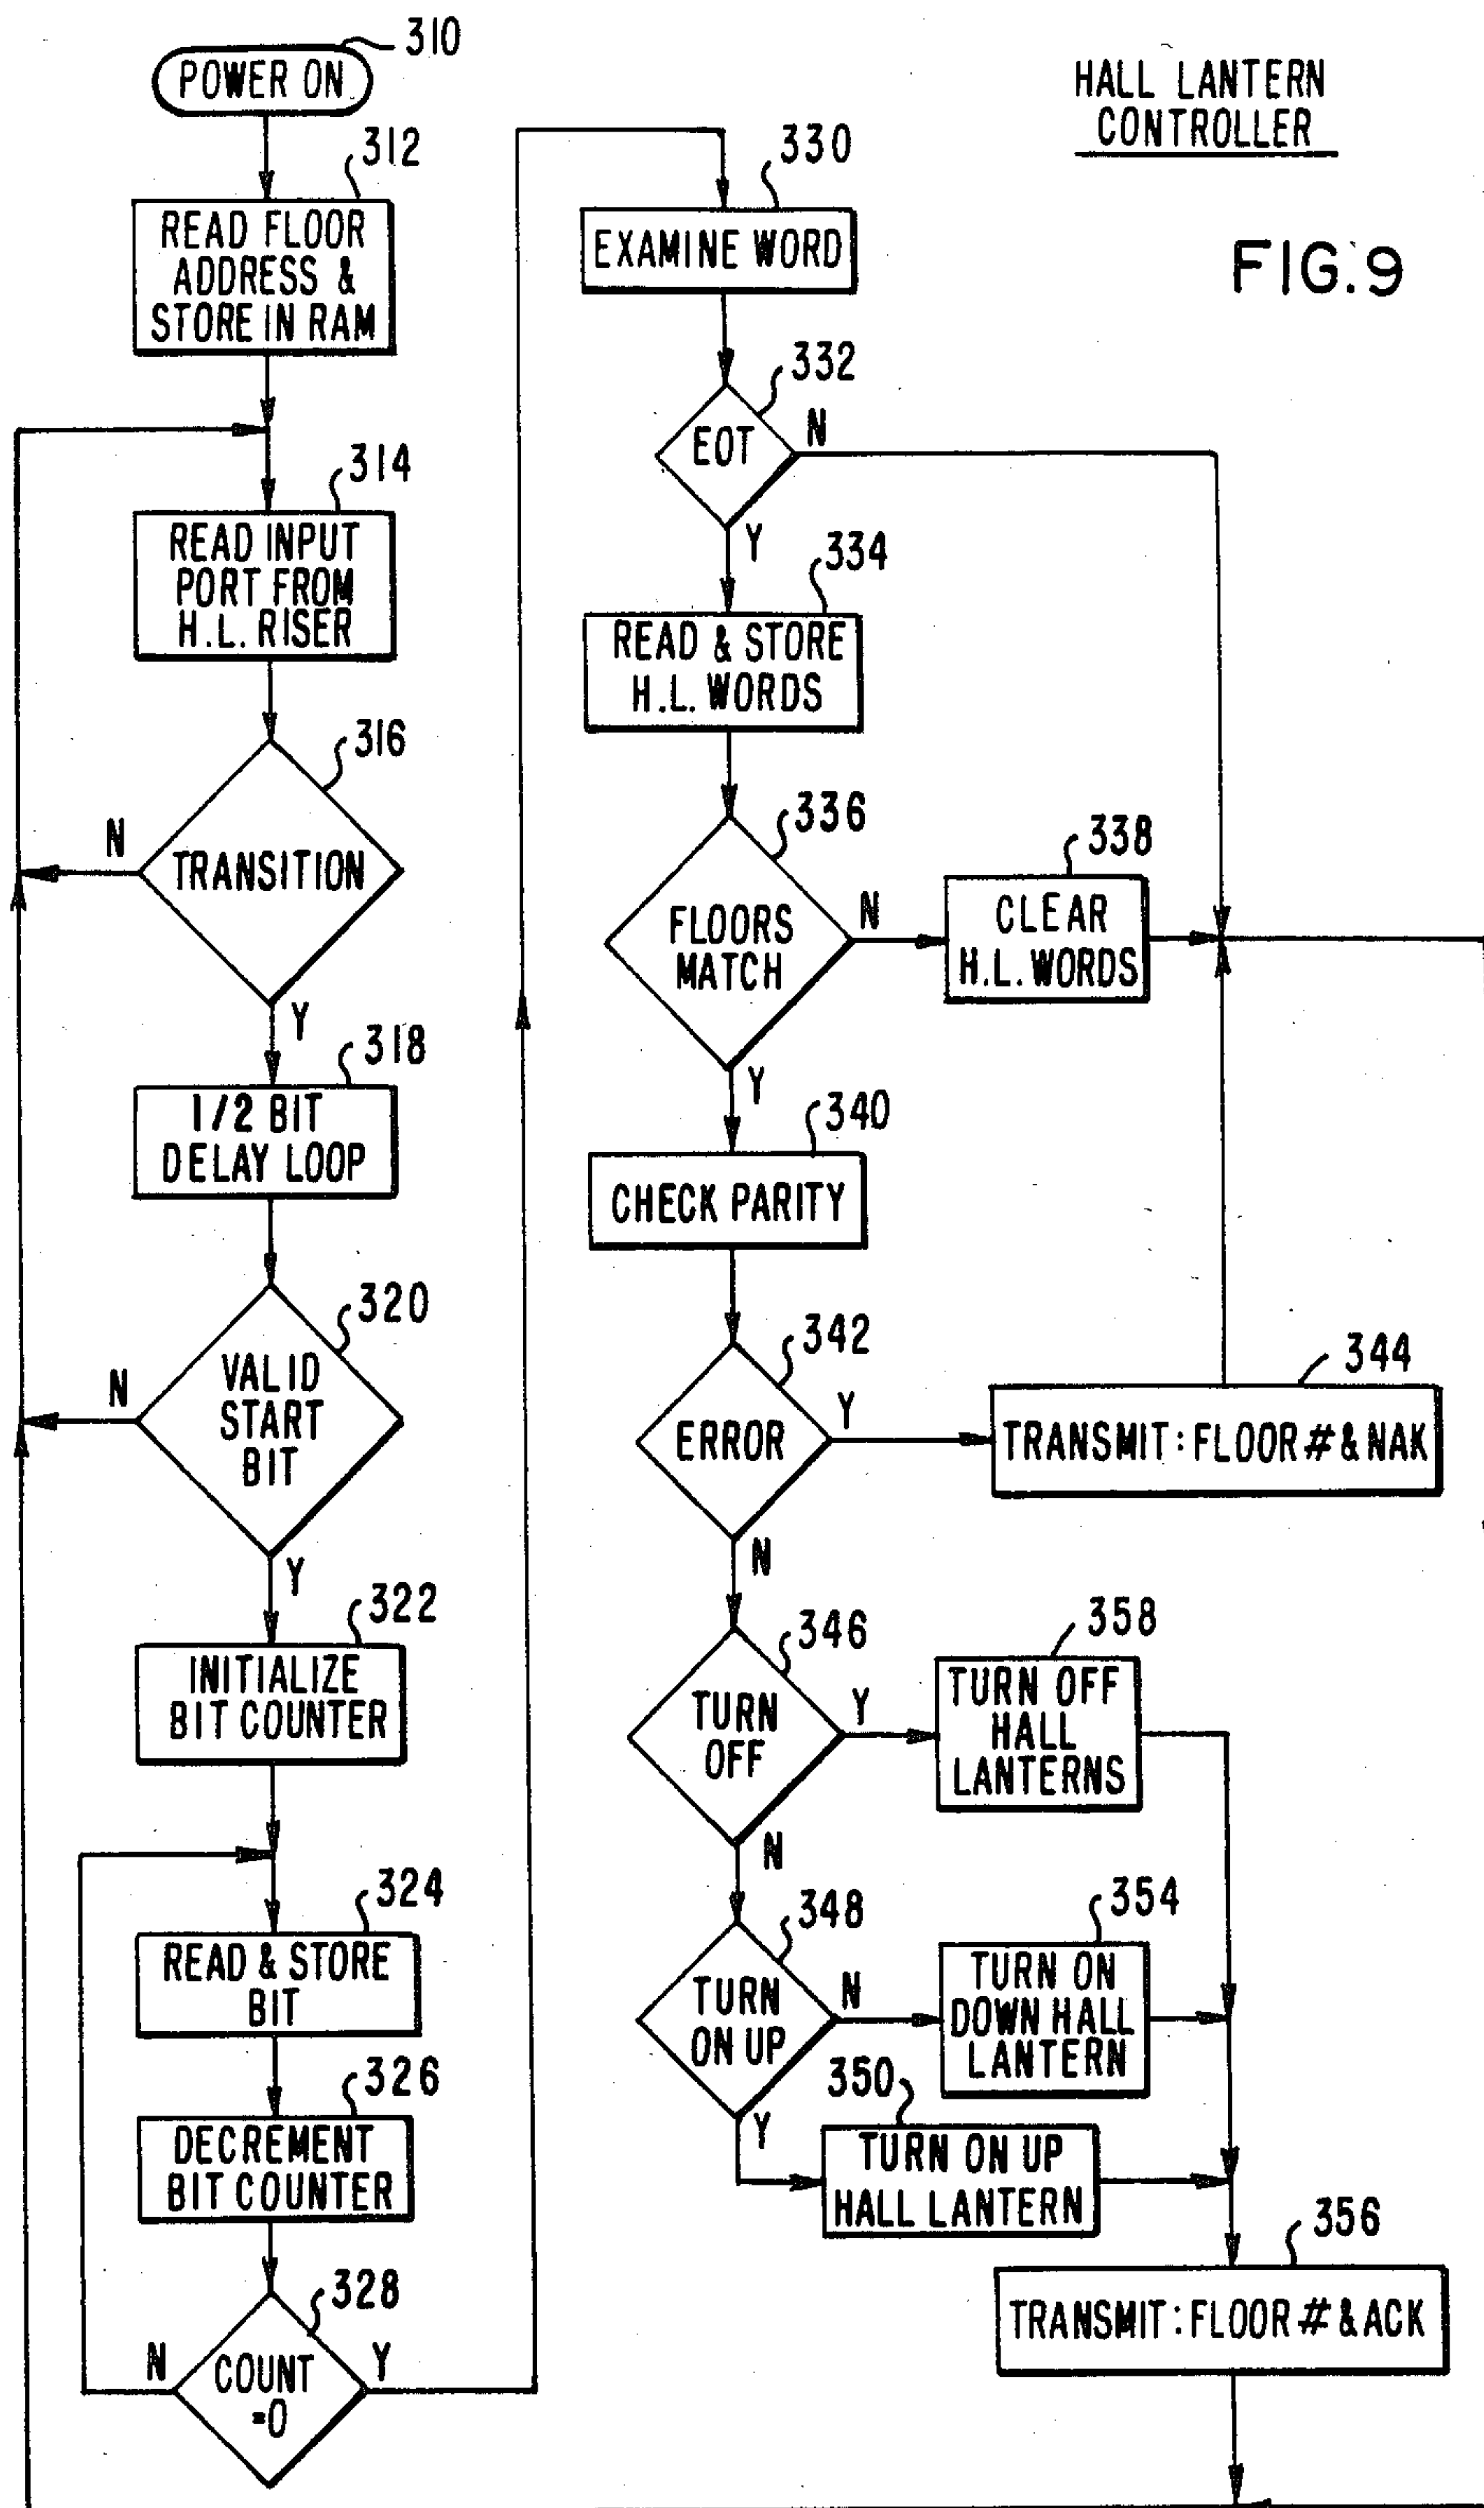 310
POWER ON
312
READ FLOOR
ADDRESS &
STORE IN RAM
314
READ INPUT
PORT FROM
H.L. RISER
316
TRANSITION
N
Y
318
1/2 BIT
DELAY LOOP
320
VALID
START
BIT
N
Y
322
INITIALIZE
BIT COUNTER
324
READ & STORE
BIT
326
DECREMENT
BIT COUNTER
328
COUNT
=0
N
Y
HALL LANTERN
CONTROLLER
FIG. 9
330
EXAMINE WORD
332
EOT
N
Y
334
READ & STORE
H.L. WORDS
336
FLOORS
MATCH
N
Y
338
CLEAR
H.L. WORDS
340
CHECK PARITY
342
ERROR
Y
N
344
TRANSMIT: FLOOR # & NAK
346
TURN
OFF
Y
N
358
TURN OFF
HALL
LANTERNS
348
TURN
ON UP
N
Y
354
TURN ON
DOWN HALL
LANTERN
350
TURN ON UP
HALL LANTERN
356
TRANSMIT: FLOOR # & ACK